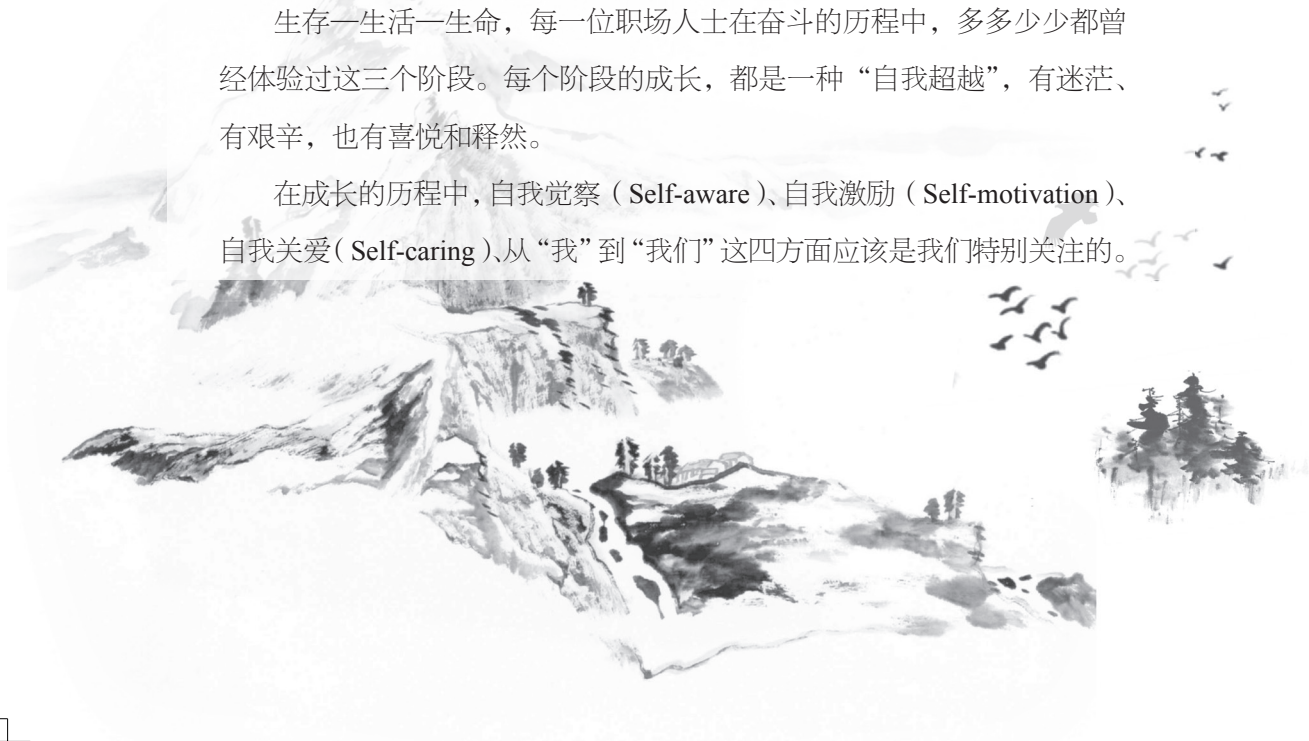 生存—生活—生命，每一位职场人士在奋斗的历程中，多多少少都曾
经体验过这三个阶段。每个阶段的成长，都是一种“自我超越”，有迷茫、
有艰辛，也有喜悦和释然。
在成长的历程中，自我觉察（Self-aware）、自我激励（Self-motivation）、
自我关爱（Self-caring）、从“我”到“我们”这四方面应该是我们特别关注的。